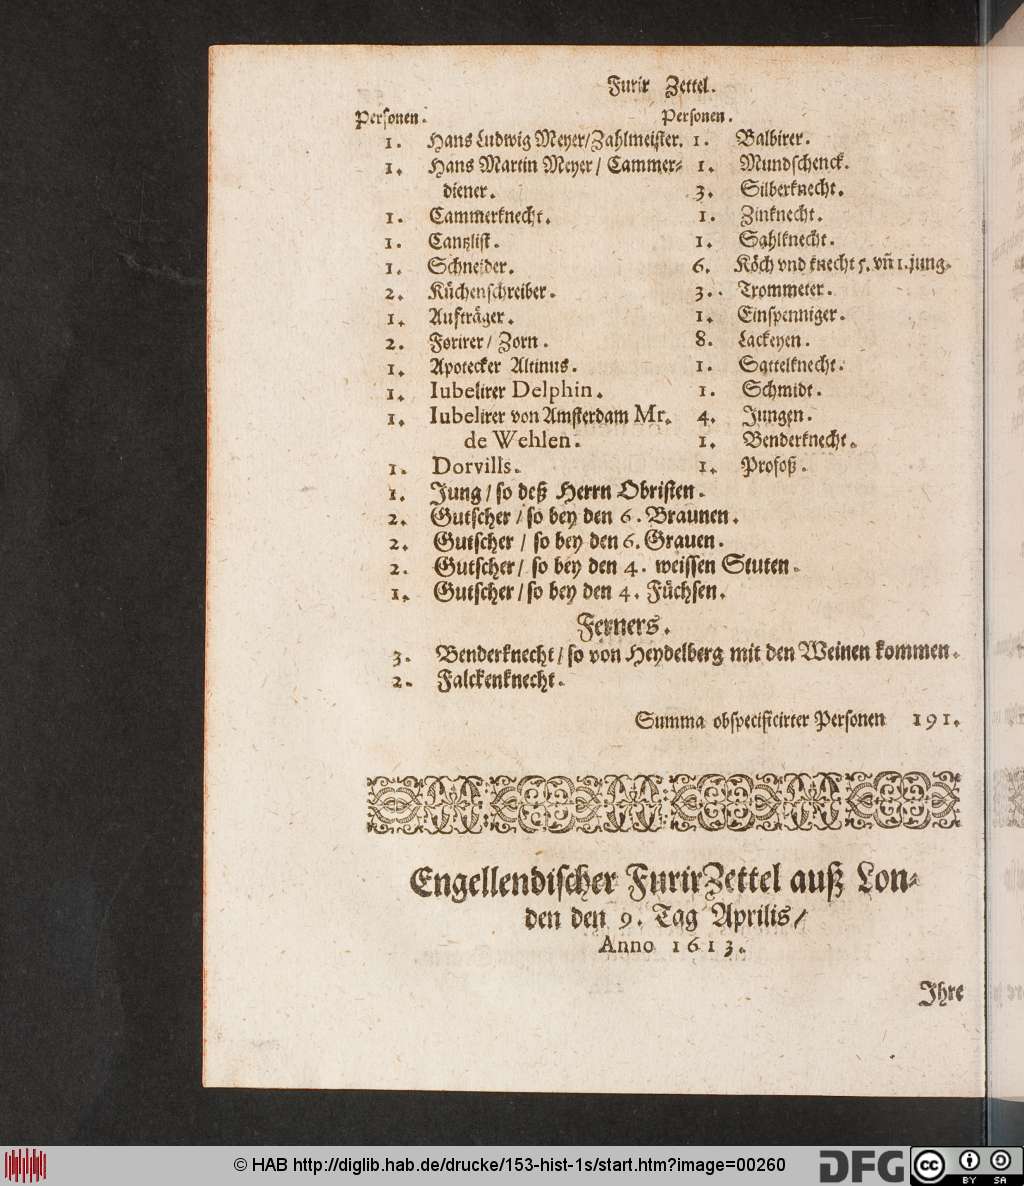 Furir Zettel.
Personen.
1. Hans Ludwig Meyer/Zahlmeister.
1. Hans Martin Meyer/ Cammer-
diener.
1. Cammerknecht.
1. Cantzlist.
1. Schneider.
2. Küchenschreiber.
1. Aufträger.
2. Forirer/ Zorn.
1. Apotecker Altinus.
1. Iubelirer Delphin.
1. Iubelirer von Amsterdam Mr.
de Wehlen.
1. Dorvills.
Personen.
1. Balbirer.
1. Mundschenck.
3. Silberknecht.
1. Zinknecht.
1. Sahlknecht.
6. Köch vnd knecht 5. vñ 1. jung.
3. Trommeter.
1. Einspenniger.
8. Lackeyen.
1. Sattelknecht.
1. Schmidt.
4. Jungen.
1. Benderknecht.
1. Profoß.
1. Jung/ so deß Herrn Obristen.
2. Gutscher/ so bey den 6. Braunen.
2. Gutscher/ so bey den 6. Grauen.
2. Gutscher/ so bey den 4. weissen Stuten.
1. Gutscher/ so bey den 4. Füchsen.
Ferners.
3. Benderknecht/ so von Heydelberg mit den Weinen kommen.
2. Falckenknecht.
Summa obspecificirter Personen 191.
Engellendischer FurirZettel auß Lon-
den den 9. Tag Aprilis/
Anno 1613.
Ihre
© HAB http://diglib.hab.de/drucke/153-hist-1s/start.htm?image=00260
DFG
cc BY SA